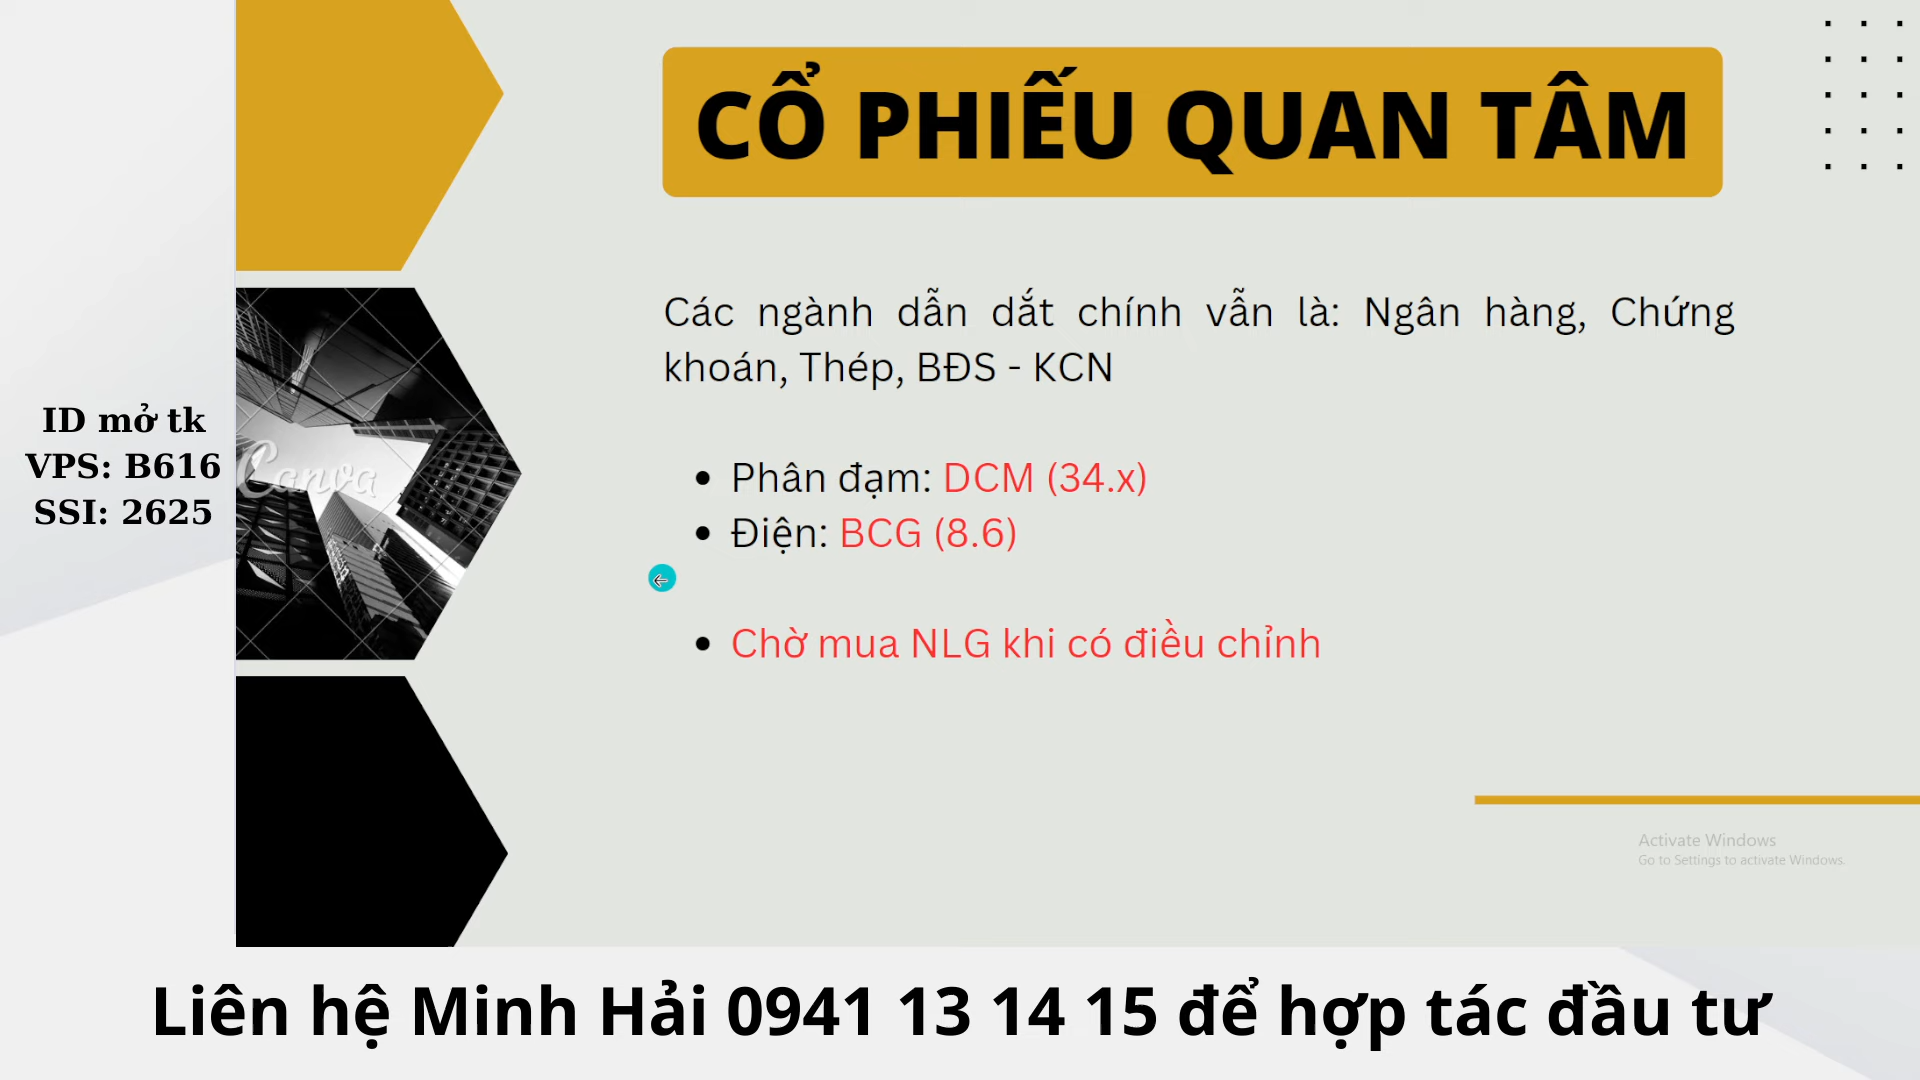 CỔ PHIẾU QUAN TÂM
Các ngành dẫn dắt chính vẫn là: Ngân hàng, Chứng
khoán, Thép, BĐS - KCN
• Phân đạm: DCM (34.x)
• Điện: BCG (8.6)
• Chờ mua NLG khi có điều chỉnh
ID mở tk
VPS: B616
SSI: 2625
Canva
Activate Windows
Go to Settings to activate Windows.
Liên hệ Minh Hải 0941 13 14 15 để hợp tác đầu tư